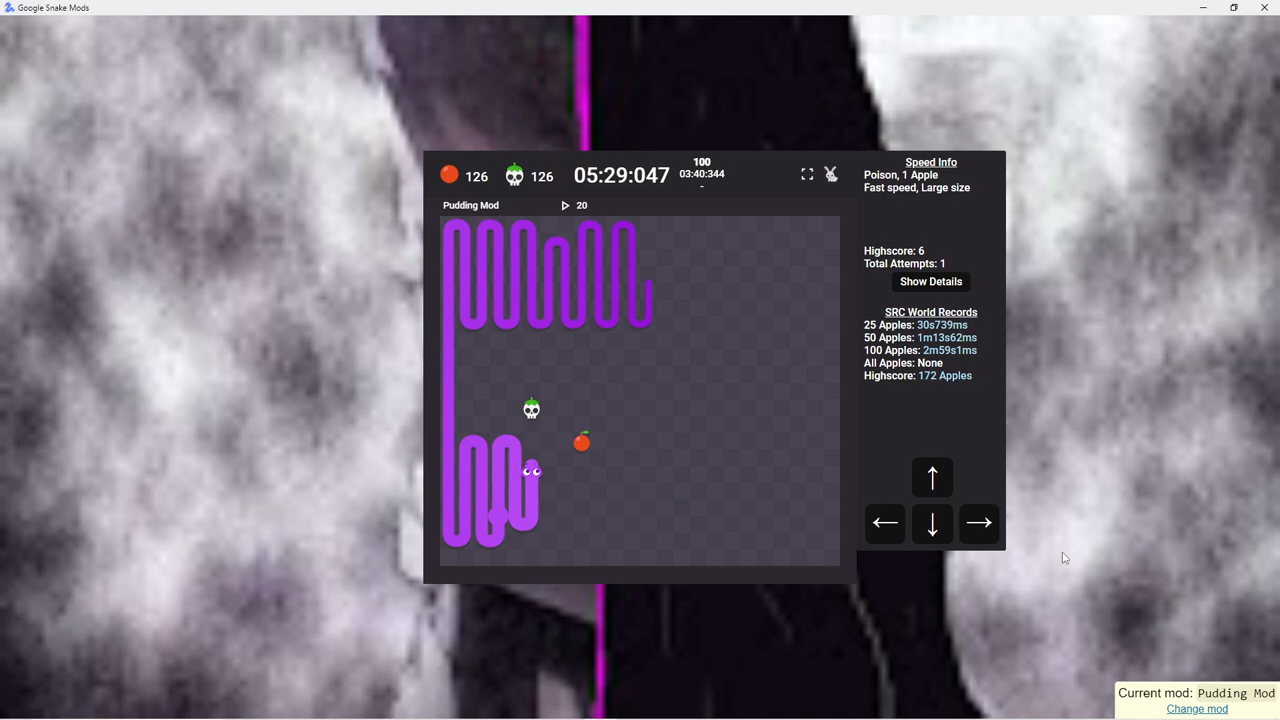 Google Snake Mods
126
126
05:29:047
100
03:40:344
-
Pudding Mod
20
Speed Info
Poison, 1 Apple
Fast speed, Large size
Highscore: 6
Total Attempts: 1
Show Details
SRC World Records
25 Apples: 30s739ms
50 Apples: 1m13s62ms
100 Apples: 2m59s1ms
All Apples: None
Highscore: 172 Apples
Current mod: Pudding Mod
Change mod